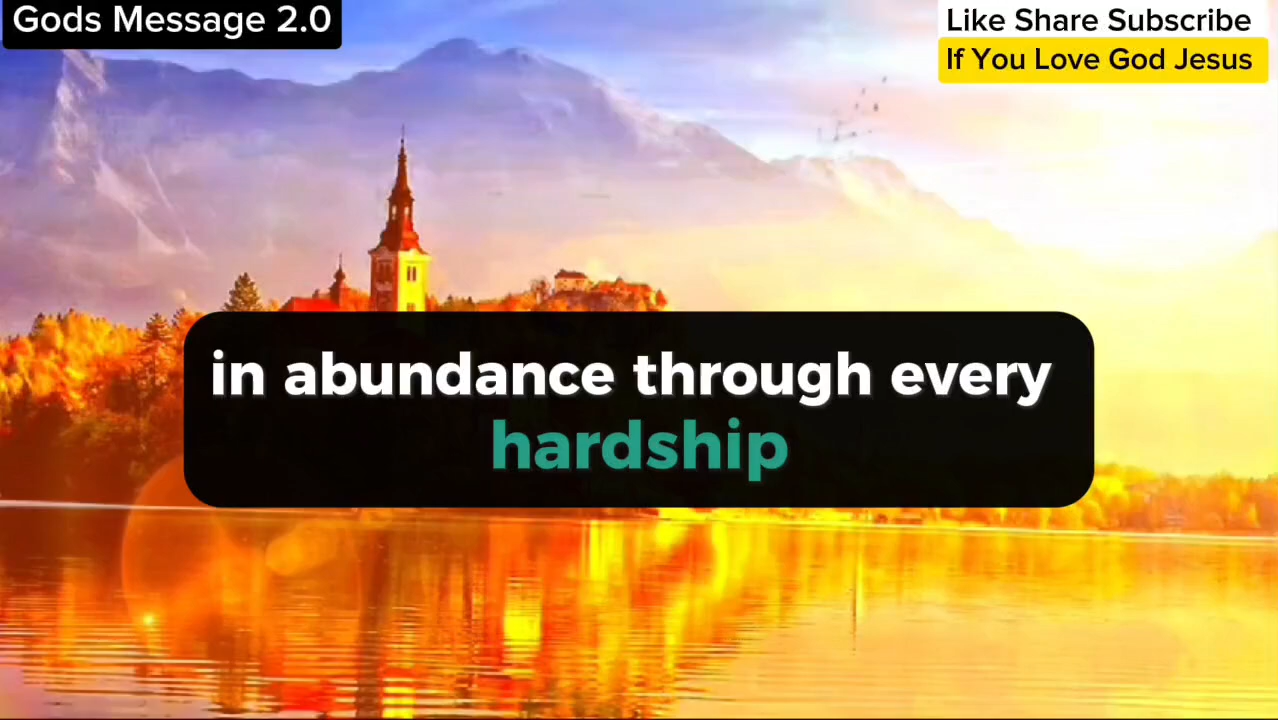 Gods Message 2.0
Like Share Subscribe
If You Love God Jesus
in abundance through every
hardship